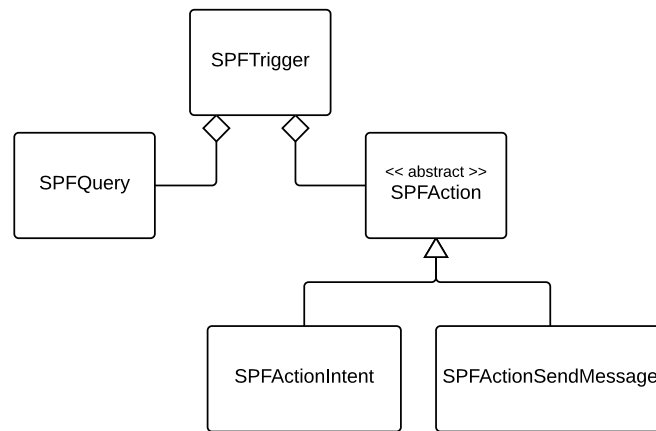 SPFTrigger
SPFQuery
<< abstract >>
SPFAction
SPFActionIntent
SPFActionSendMessage